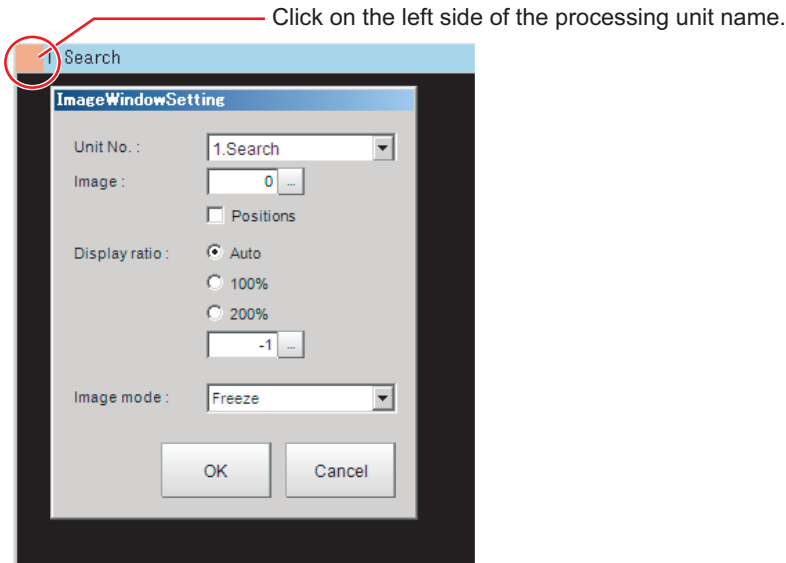 Click on the left side of the processing unit name.
1 Search
ImageWindowSetting
Unit No. : 1.Search
Image : 0 ...
Positions
Display ratio : Auto
100%
200%
-1 ...
Image mode : Freeze
OK Cancel